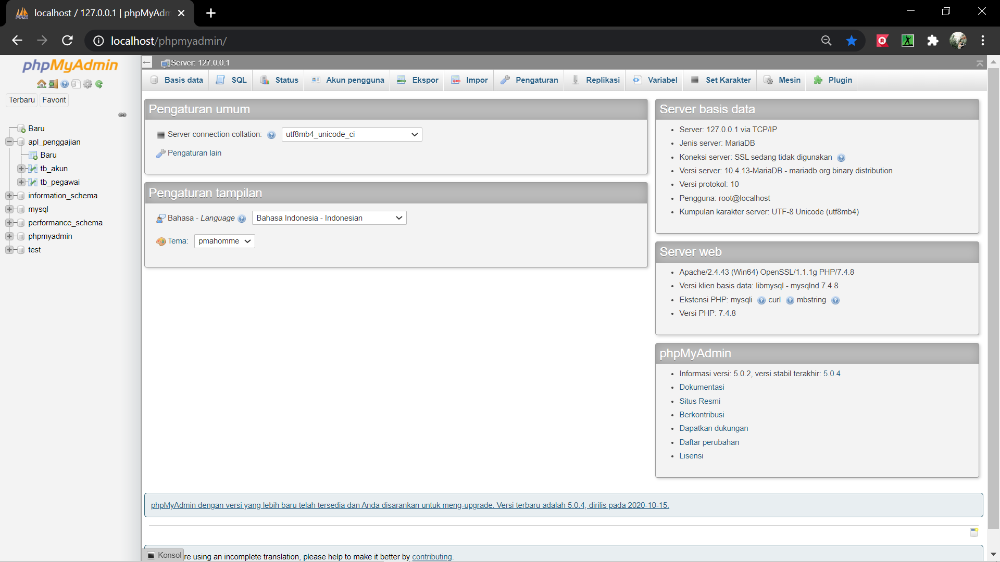 localhost / 127.0.0.1 | phpMyAdm
localhost/phpmyadmin/
phpMyAdmin
Terbaru Favorit
Baru
apl_penggajian
Baru
tb_akun
tb_pegawai
information_schema
mysql
performance_schema
phpmyadmin
test
Server: 127.0.0.1
Basis data SQL Status Akun pengguna Ekspor Impor Pengaturan Replikasi Variabel Set Karakter Mesin Plugin
Pengaturan umum
Server connection collation: utf8mb4_unicode_ci
Pengaturan lain
Pengaturan tampilan
Bahasa - Language Bahasa Indonesia - Indonesian
Tema: pmahomme
Server basis data
Server: 127.0.0.1 via TCP/IP
Jenis server: MariaDB
Koneksi server: SSL sedang tidak digunakan
Versi server: 10.4.13-MariaDB - mariadb.org binary distribution
Versi protokol: 10
Pengguna: root@localhost
Kumpulan karakter server: UTF-8 Unicode (utf8mb4)
Server web
Apache/2.4.43 (Win64) OpenSSL/1.1.1g PHP/7.4.8
Versi klien basis data: libmysql - mysqlnd 7.4.8
Ekstensi PHP: mysqli curl mbstring
Versi PHP: 7.4.8
phpMyAdmin
Informasi versi: 5.0.2, versi stabil terakhir: 5.0.4
Dokumentasi
Situs Resmi
Berkontribusi
Dapatkan dukungan
Daftar perubahan
Lisensi
phpMyAdmin dengan versi yang lebih baru telah tersedia dan Anda disarankan untuk meng-upgrade. Versi terbaru adalah 5.0.4, dirilis pada 2020-10-15.
Konsol
re using an incomplete translation, please help to make it better by contributing.